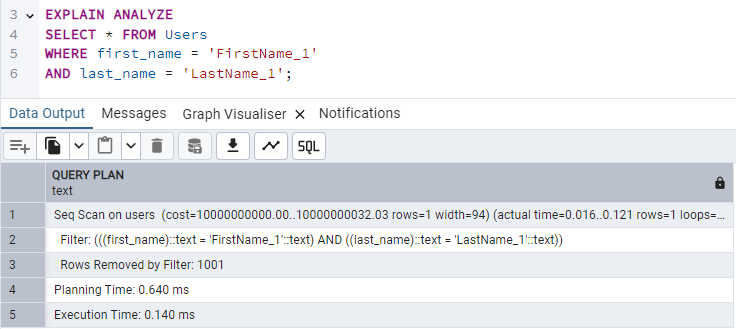 3 EXPLAIN ANALYZE
4 SELECT * FROM Users
5 WHERE first_name = 'FirstName_1'
6 AND last_name = 'LastName_1';
Data Output Messages Graph Visualiser Notifications
SQL
QUERY PLAN
text
1 Seq Scan on users (cost=10000000000.00..10000000032.03 rows=1 width=94) (actual time=0.016..0.121 rows=1 loops=...
2 Filter: (((first_name)::text = 'FirstName_1'::text) AND ((last_name)::text = 'LastName_1'::text))
3 Rows Removed by Filter: 1001
4 Planning Time: 0.640 ms
5 Execution Time: 0.140 ms